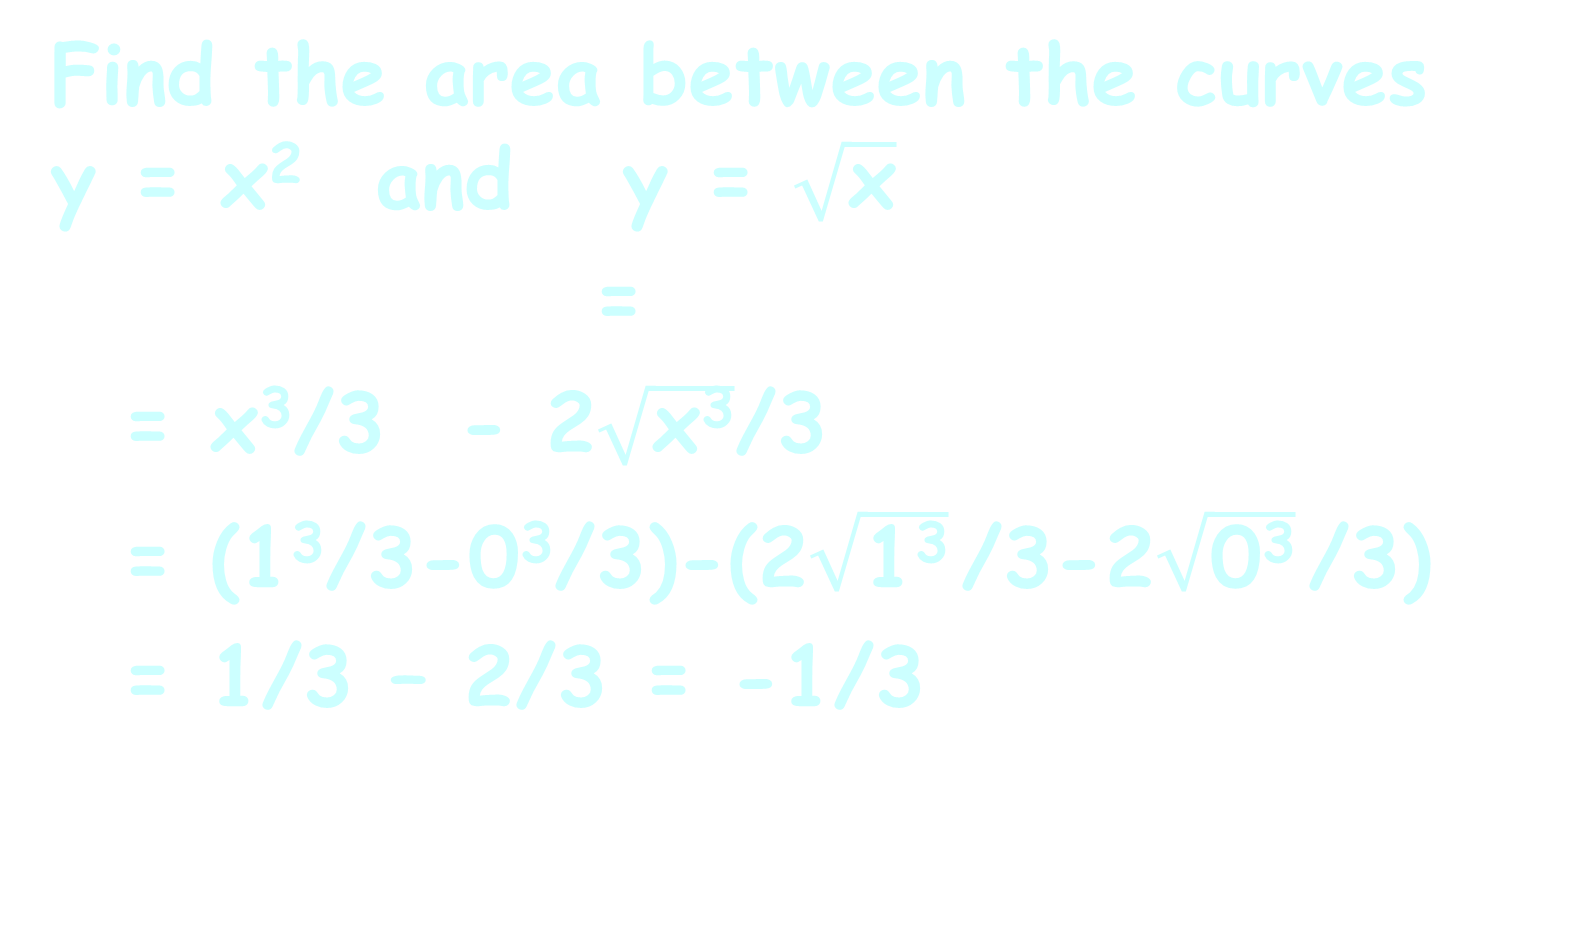 Find the area between the curves
y = x² and y = √x
=
= x³/3 - 2√x³/3
= (1³/3-0³/3)-(2√1³/3-2√0³/3)
= 1/3 – 2/3 = -1/3